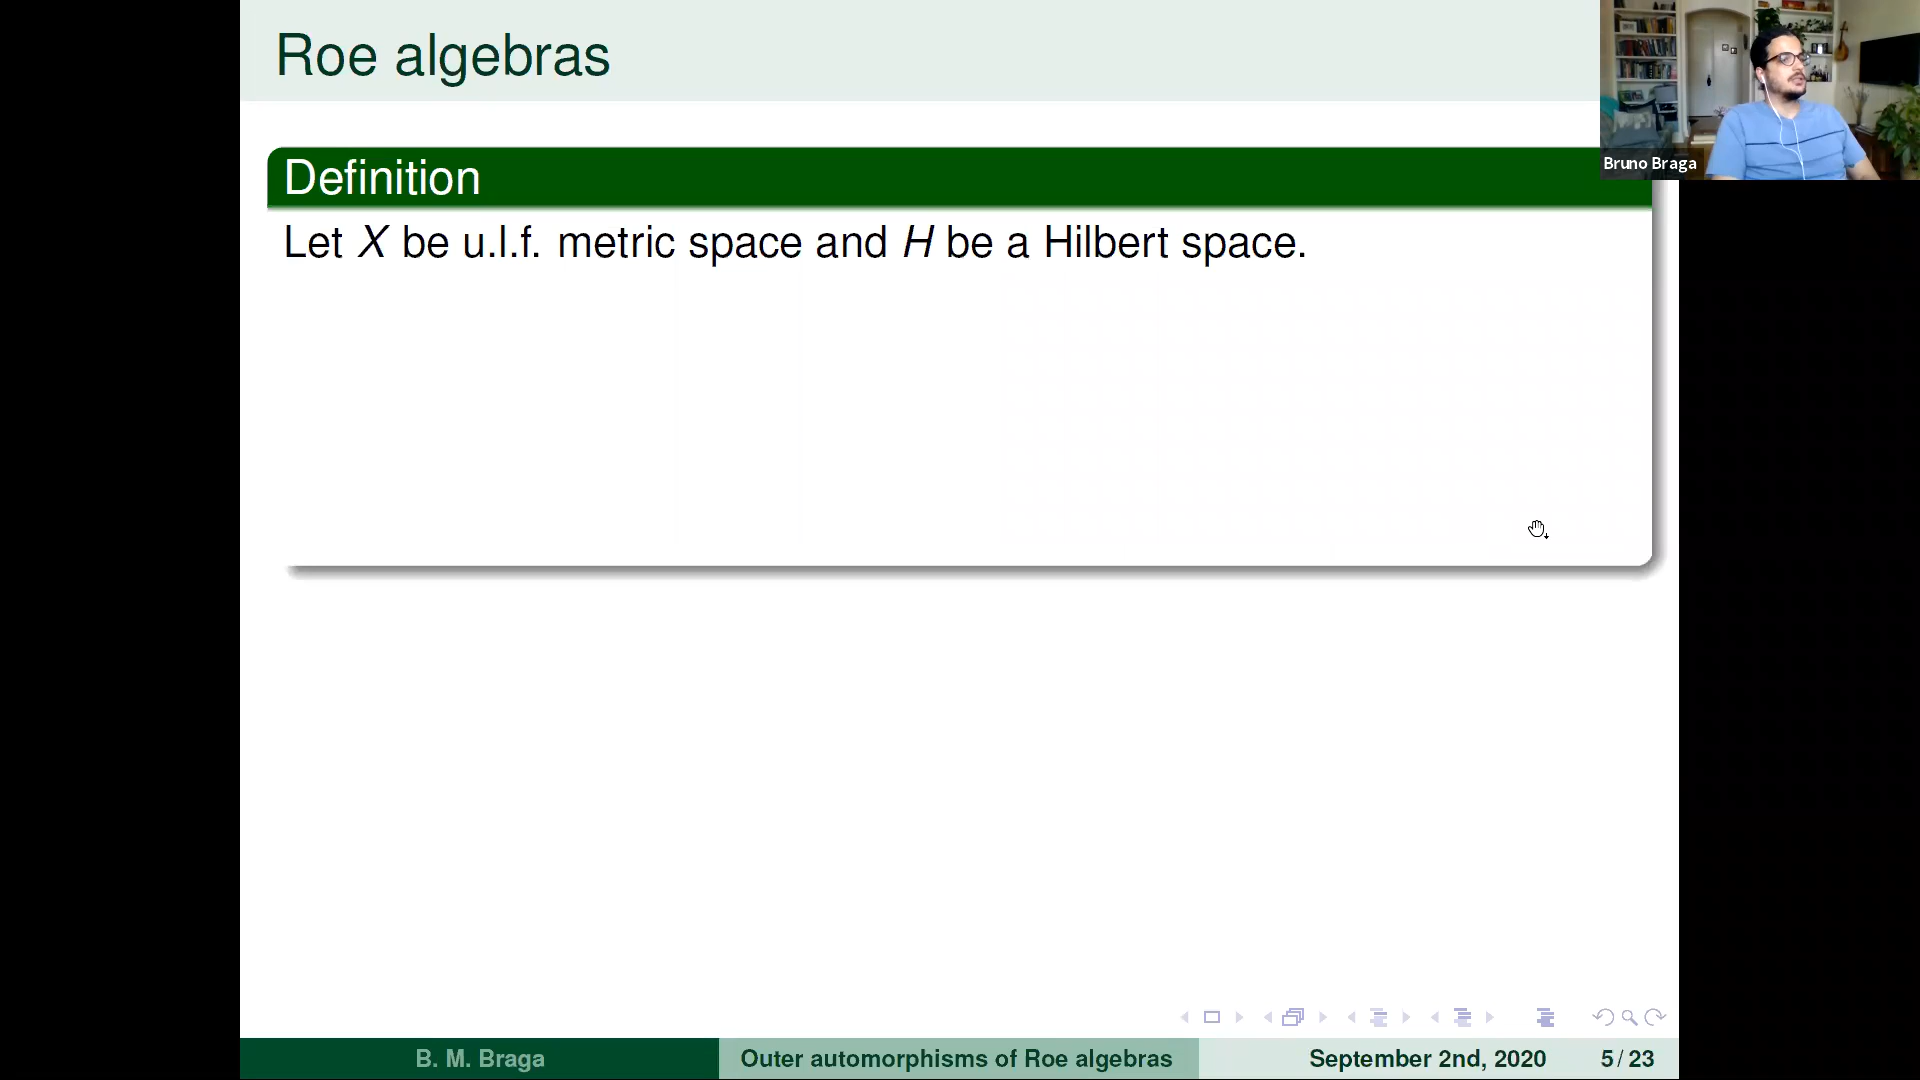 Roe algebras
Definition
Let X be u.l.f. metric space and H be a Hilbert space.
Bruno Braga
B. M. Braga
Outer automorphisms of Roe algebras
September 2nd, 2020
5 / 23